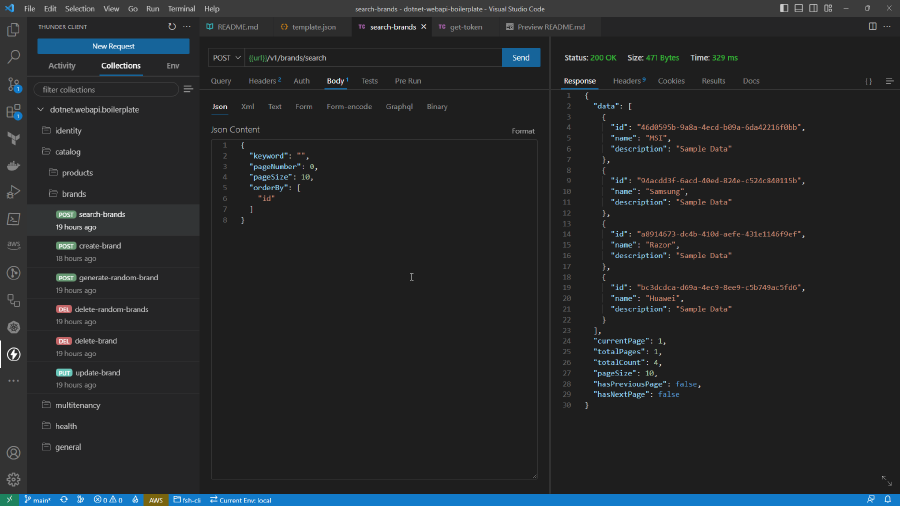 File Edit Selection View Go Run Terminal Help
search-brands - dotnet-webapi-boilerplate - Visual Studio Code
THUNDER CLIENT
New Request
Activity Collections Env
filter collections
dotnet.webapi.boilerplate
identity
catalog
products
brands
POST search-brands
19 hours ago
POST create-brand
18 hours ago
POST generate-random-brand
19 hours ago
DEL delete-random-brands
19 hours ago
DEL delete-brand
19 hours ago
PUT update-brand
19 hours ago
multitenancy
health
general
README.md template.json search-brands get-token Preview README.md
POST {{url}}/v1/brands/search Send
Query Headers 2 Auth Body 1 Tests Pre Run
Json Xml Text Form Form-encode Graphql Binary
Json Content Format
1 {
2 "keyword": "",
3 "pageNumber": 0,
4 "pageSize": 10,
5 "orderBy": [
6 "id"
7 ]
8 }
Status: 200 OK Size: 471 Bytes Time: 329 ms
Response Headers 6 Cookies Results Docs { }
1 {
2 "data": [
3 {
4 "id": "46d0595b-9a8a-4ecd-b09a-6da42216f0bb",
5 "name": "MSI",
6 "description": "Sample Data"
7 },
8 {
9 "id": "94acdd3f-6acd-40ed-824e-c524c840115b",
10 "name": "Samsung",
11 "description": "Sample Data"
12 },
13 {
14 "id": "a8914673-dc4b-410d-aefe-431e1146f9ef",
15 "name": "Razor",
16 "description": "Sample Data"
17 },
18 {
19 "id": "bc3dcdca-d69a-4ec9-8ee9-c5b749ac5fd6",
20 "name": "Huawei",
21 "description": "Sample Data"
22 }
23 ],
24 "currentPage": 1,
25 "totalPages": 1,
26 "totalCount": 4,
27 "pageSize": 10,
28 "hasPreviousPage": false,
29 "hasNextPage": false
30 }
aws
main* 0 0 AWS fsh-cli Current Env: local